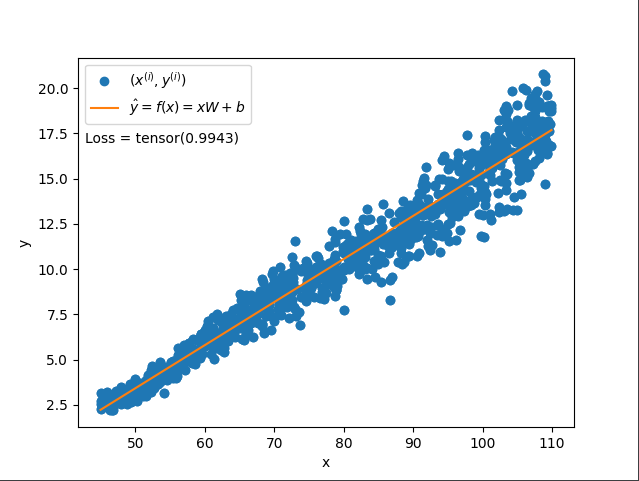 $(x^{(i)}, y^{(i)})$
$\hat{y} = f(x) = xW + b$
Loss = tensor(0.9943)
20.0
17.5
15.0
12.5
10.0
7.5
5.0
2.5
y
50 60 70 80 90 100 110
x